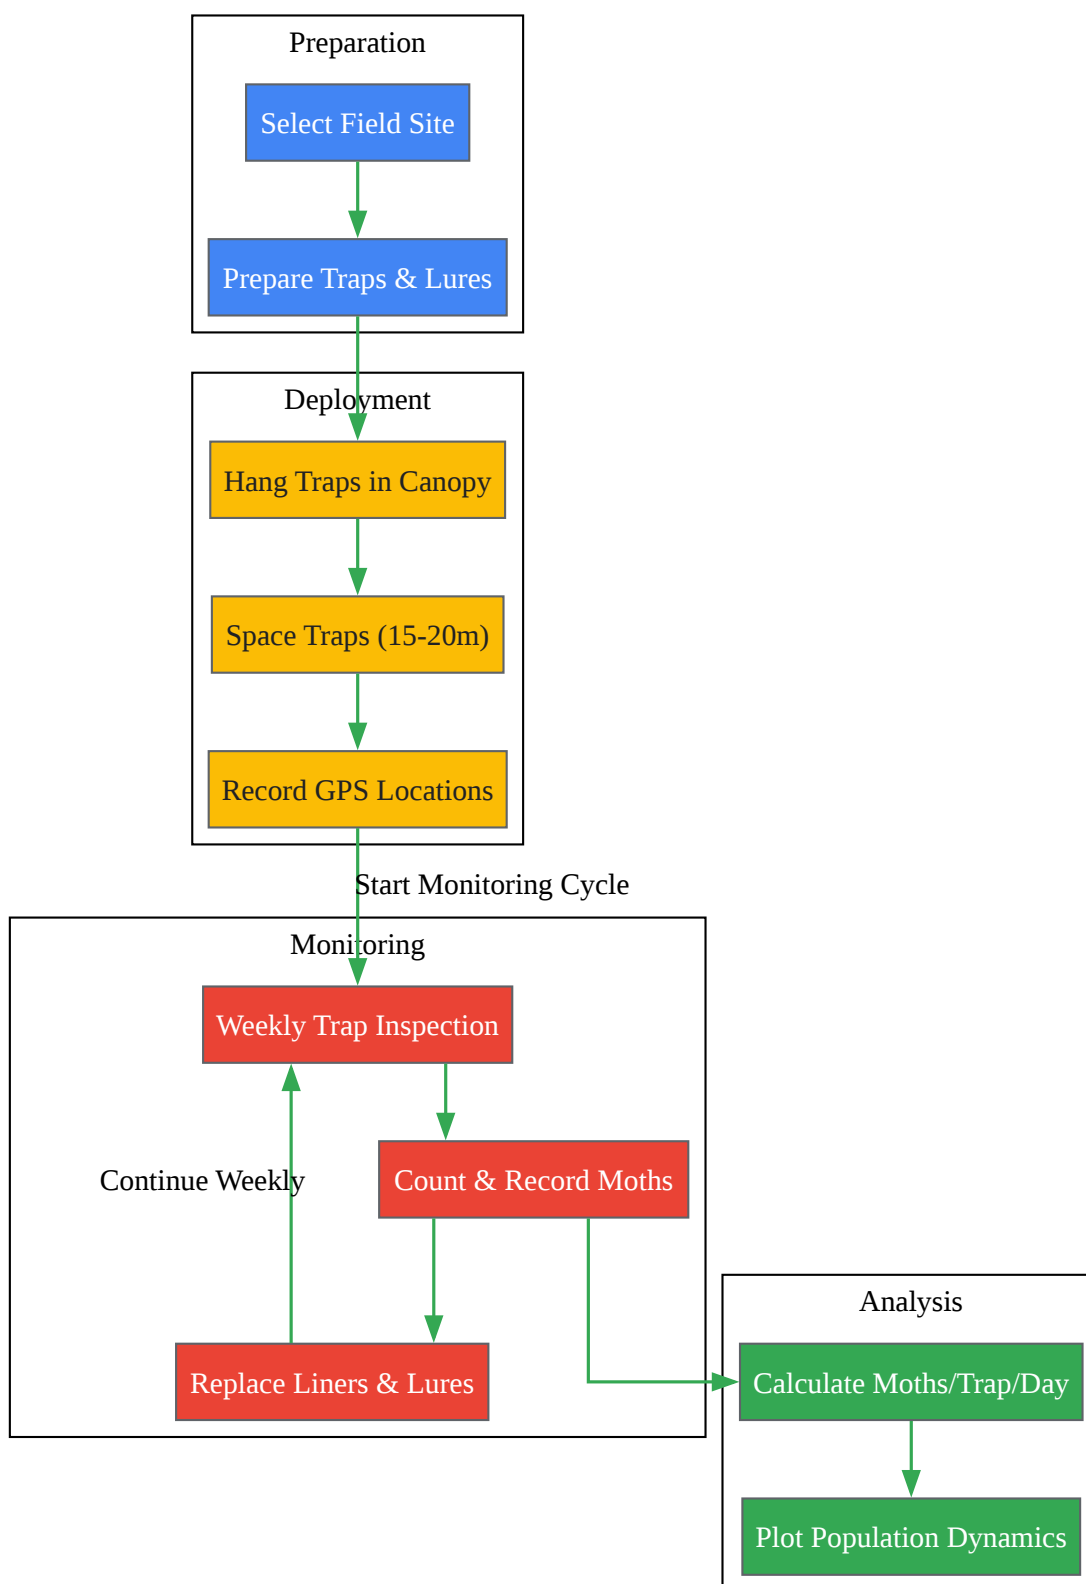 Preparation
Select Field Site
Prepare Traps & Lures
Deployment
Hang Traps in Canopy
Space Traps (15-20m)
Record GPS Locations
Start Monitoring Cycle
Monitoring
Weekly Trap Inspection
Continue Weekly
Count & Record Moths
Replace Liners & Lures
Analysis
Calculate Moths/Trap/Day
Plot Population Dynamics